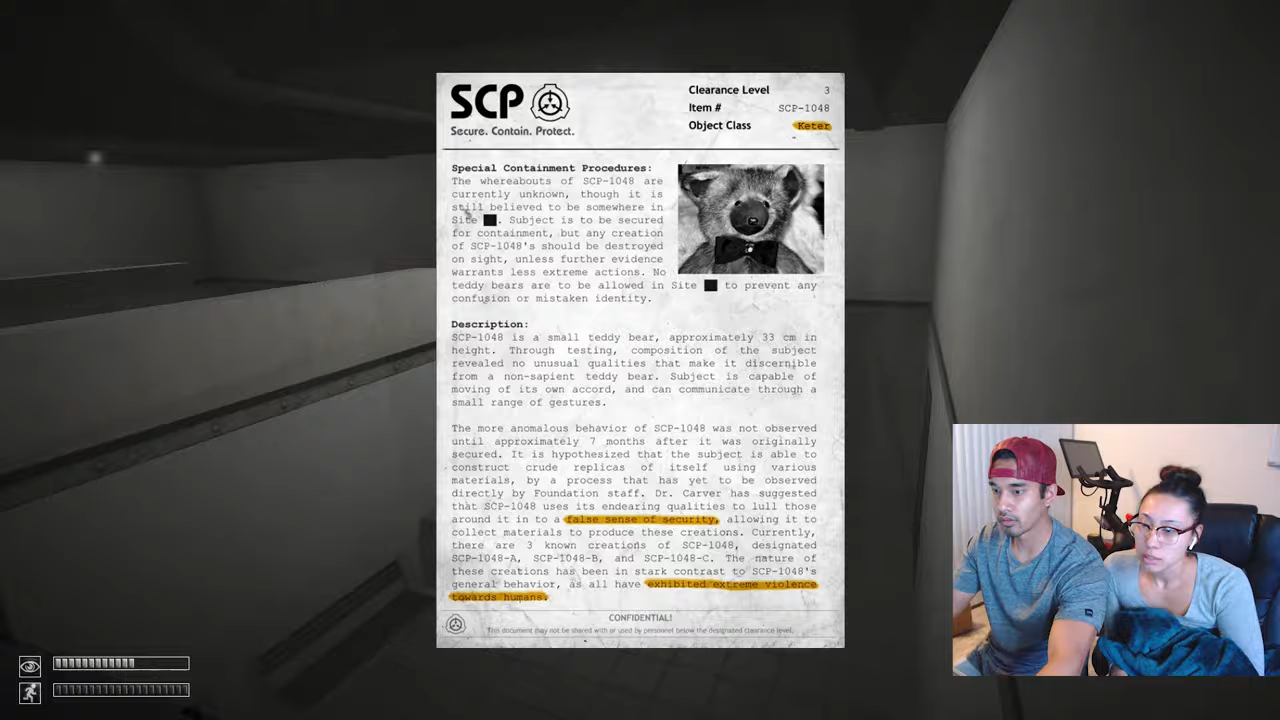 SCP
Secure. Contain. Protect.
Clearance Level 3
Item # SCP-1048
Object Class Keter
Special Containment Procedures:
The whereabouts of SCP-1048 are
currently unknown, though it is
still believed to be somewhere in
Site ██. Subject is to be secured
for containment, but any creation
of SCP-1048's should be destroyed
on sight, unless further evidence
warrants less extreme actions. No
teddy bears are to be allowed in Site ██ to prevent any
confusion or mistaken identity.
Description:
SCP-1048 is a small teddy bear, approximately 33 cm in
height. Through testing, composition of the subject
revealed no unusual qualities that make it discernible
from a non-sapient teddy bear. Subject is capable of
moving of its own accord, and can communicate through a
small range of gestures.
The more anomalous behavior of SCP-1048 was not observed
until approximately 7 months after it was originally
secured. It is hypothesized that the subject is able to
construct crude replicas of itself using various
materials, by a process that has yet to be observed
directly by Foundation staff. Dr. Carver has suggested
that SCP-1048 uses its endearing qualities to lull those
around it in to a false sense of security, allowing it to
collect materials to produce these creations. Currently,
there are 3 known creations of SCP-1048, designated
SCP-1048-A, SCP-1048-B, and SCP-1048-C. The nature of
these creations has been in stark contrast to SCP-1048's
general behavior, as all have exhibited extreme violence
towards humans.
CONFIDENTIAL!
This document may not be shared with or used by personnel below the designated clearance level.